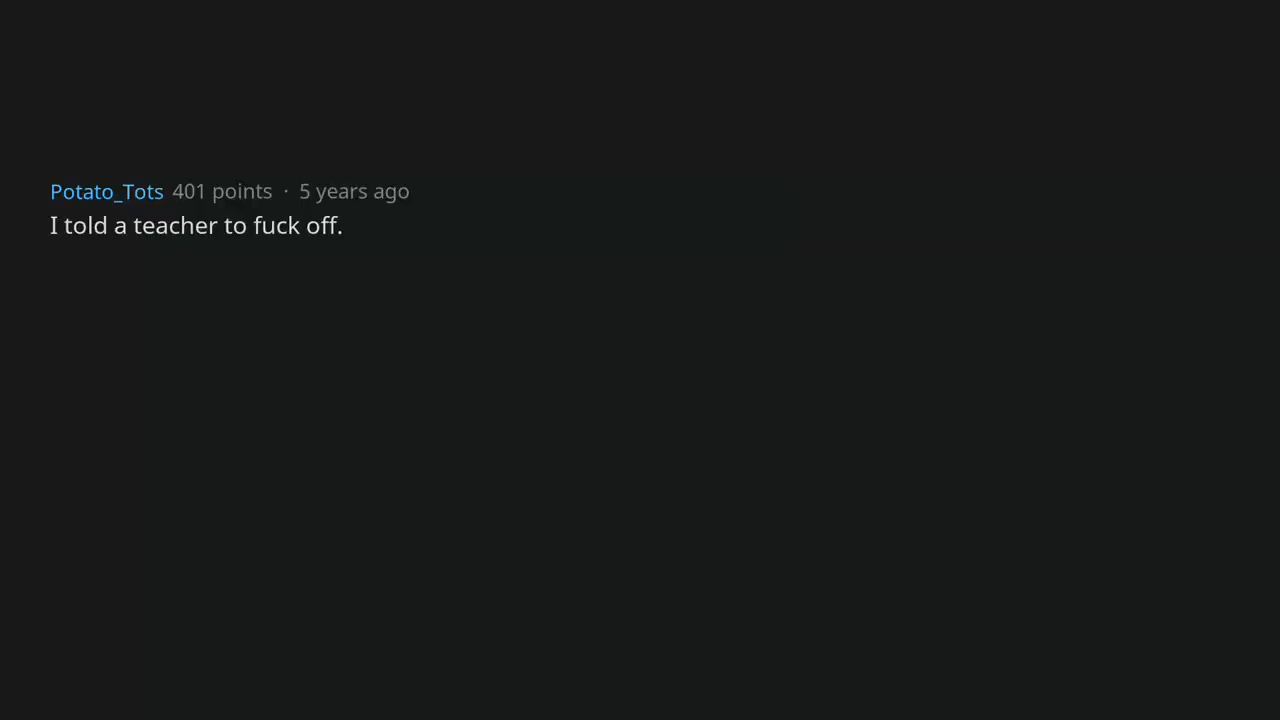 Potato_Tots 401 points · 5 years ago
I told a teacher to fuck off.